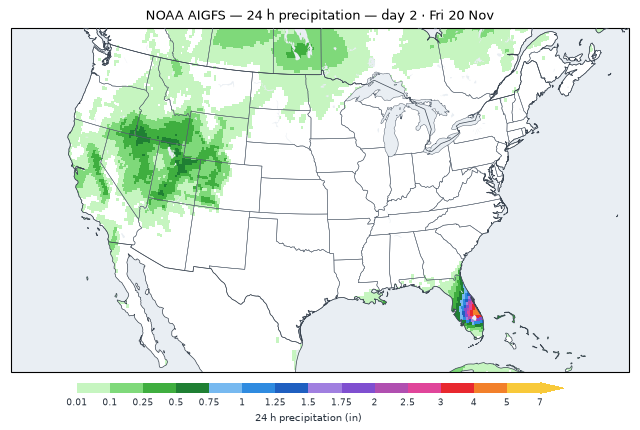 NOAA AIGFS — 24 h precipitation — day 2 · Fri 20 Nov
0.01 0.1 0.25 0.5 0.75 1 1.25 1.5 1.75 2 2.5 3 4 5 7
24 h precipitation (in)